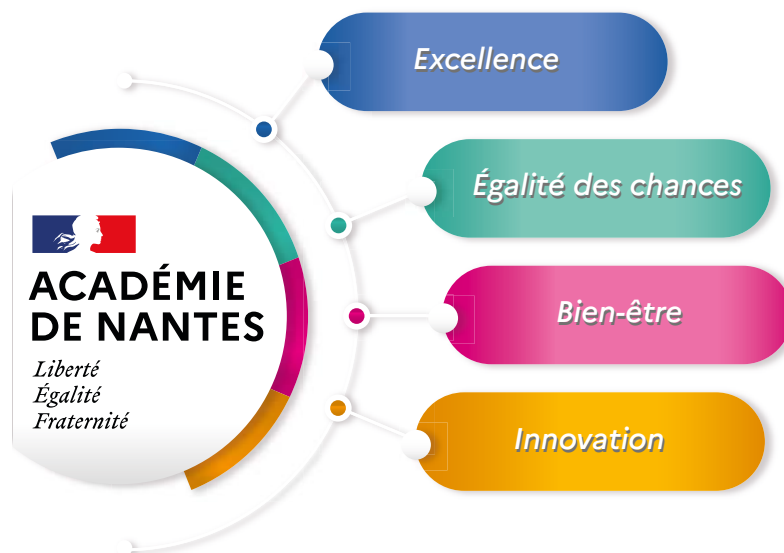 Excellence
Égalité des chances
ACADÉMIE
DE NANTES
Liberté
Égalité
Fraternité
Bien-être
Innovation